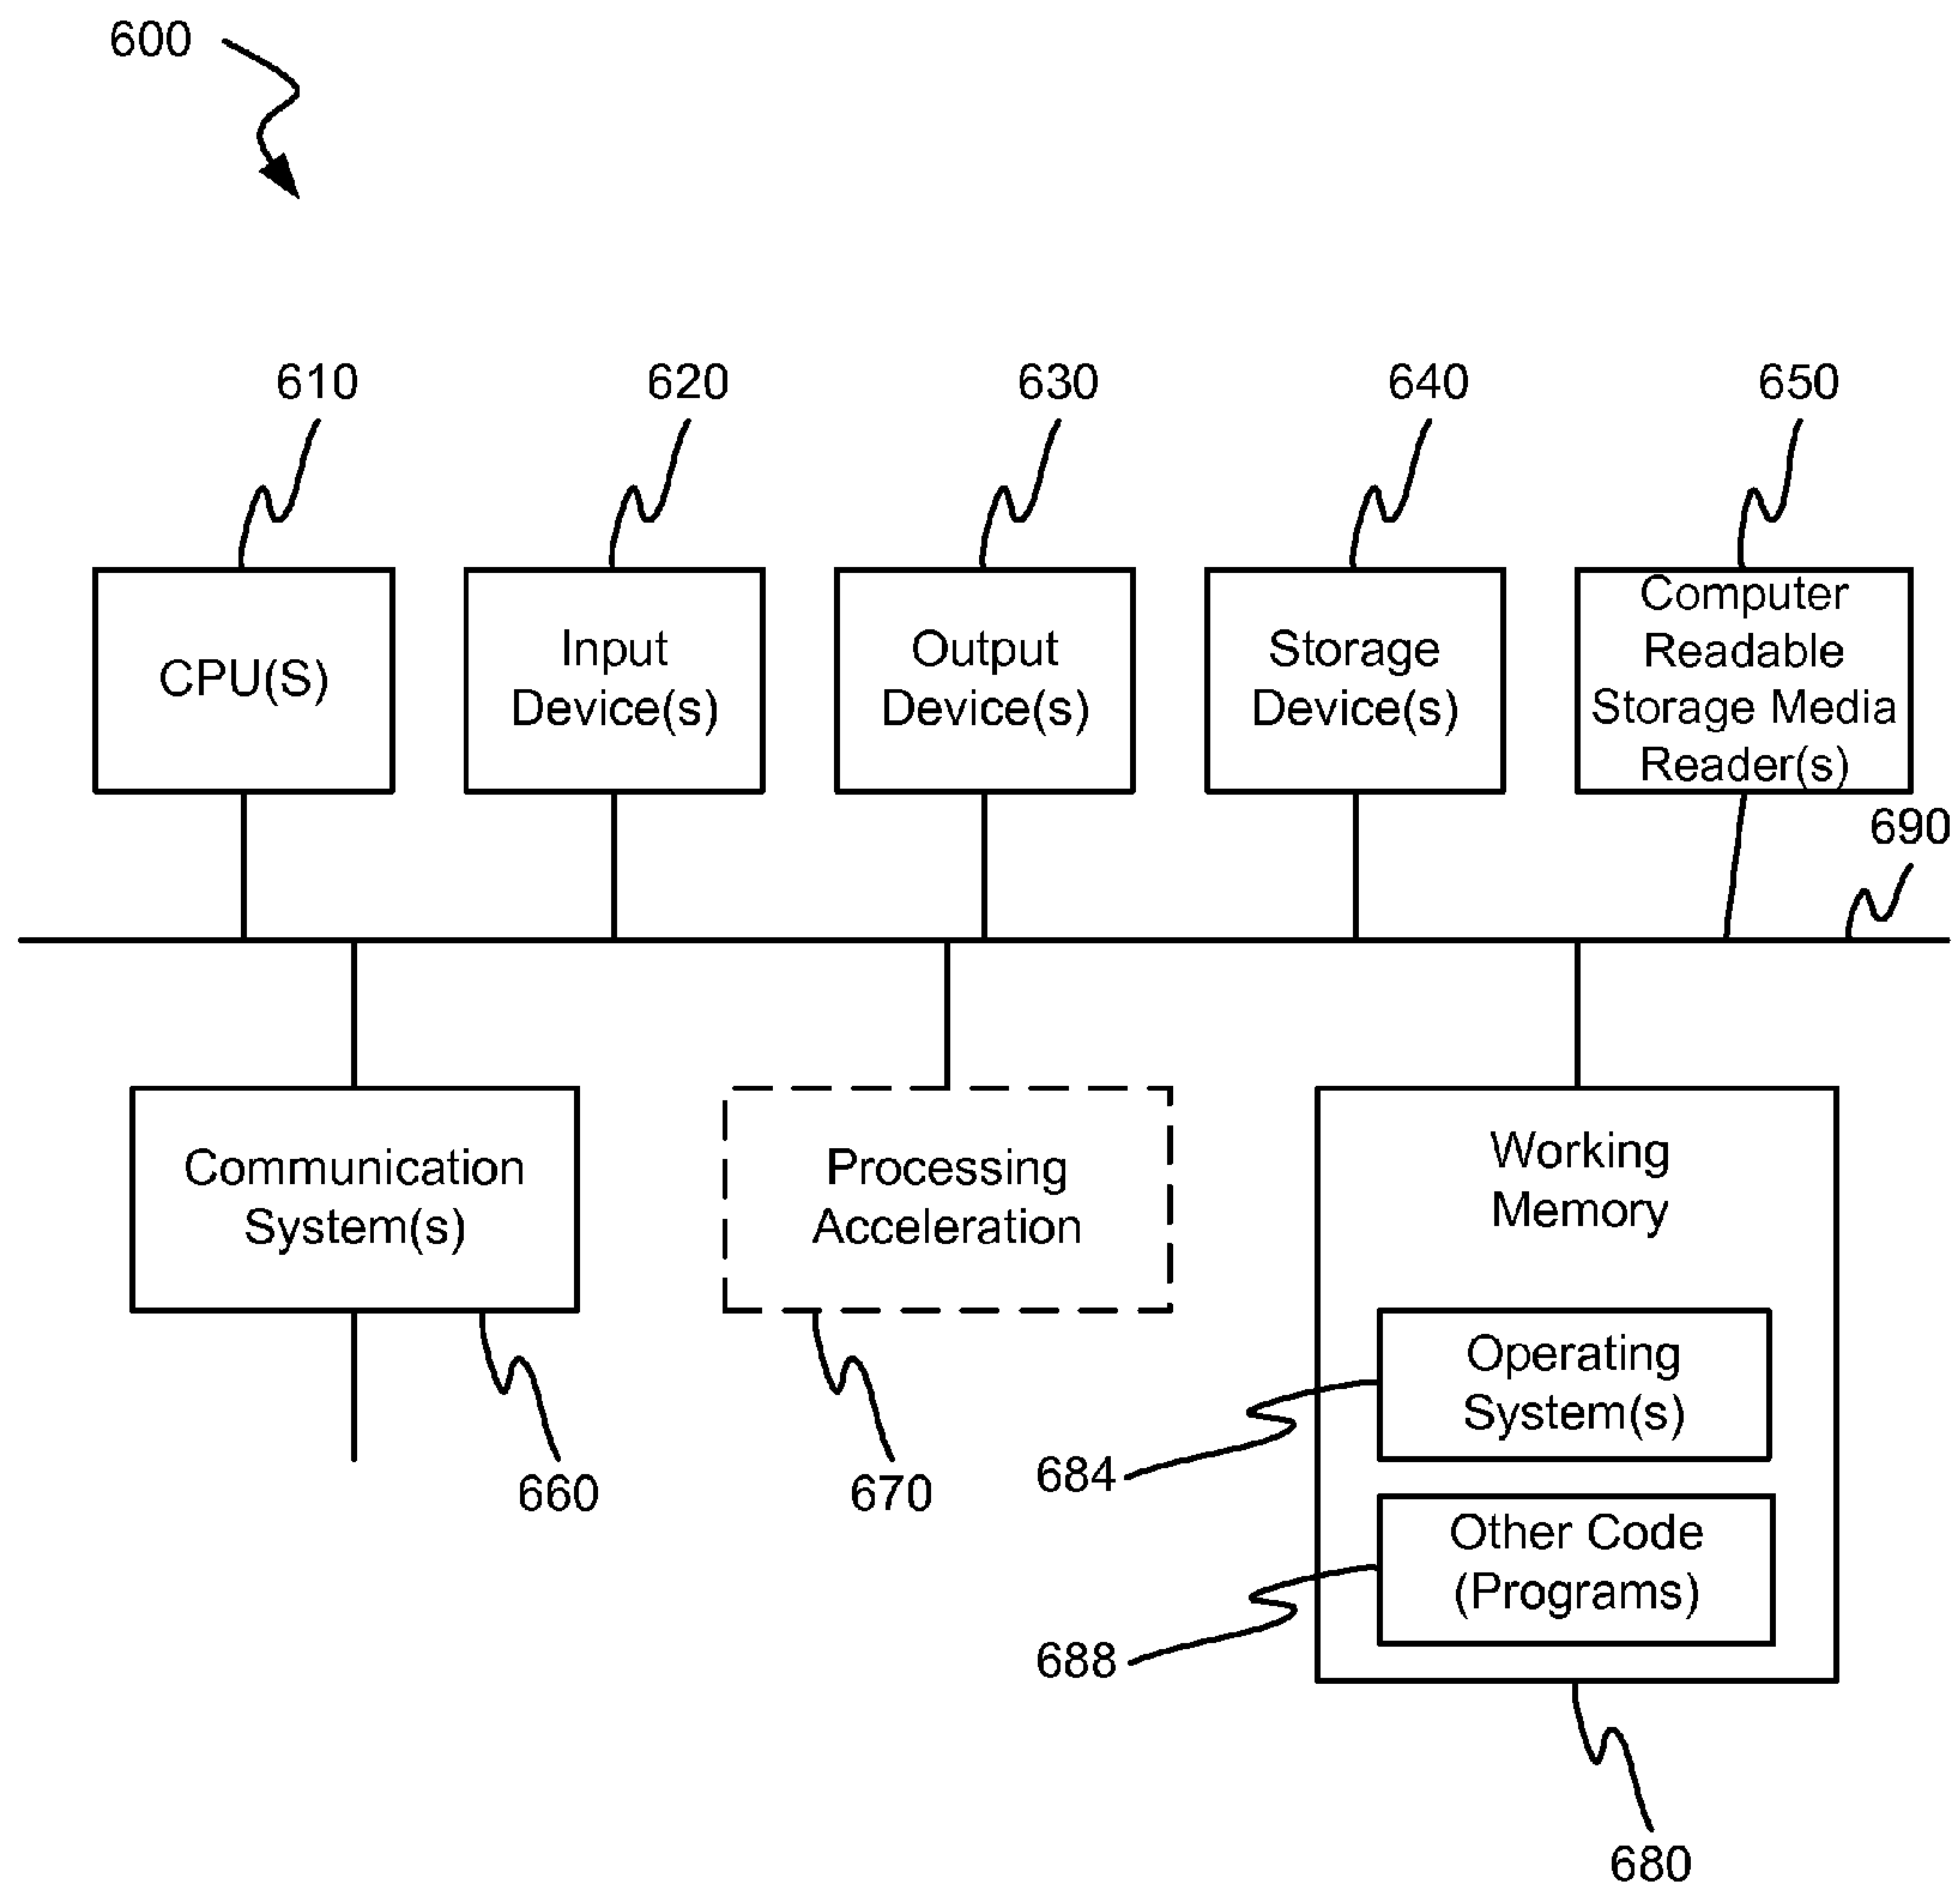 600
610
620
630
640
650
CPU(S)
Input
Device(s)
Output
Device(s)
Storage
Device(s)
Computer
Readable
Storage Media
Reader(s)
690
Communication
System(s)
Processing
Acceleration
Working
Memory
Operating
System(s)
Other Code
(Programs)
660
670
684
688
680